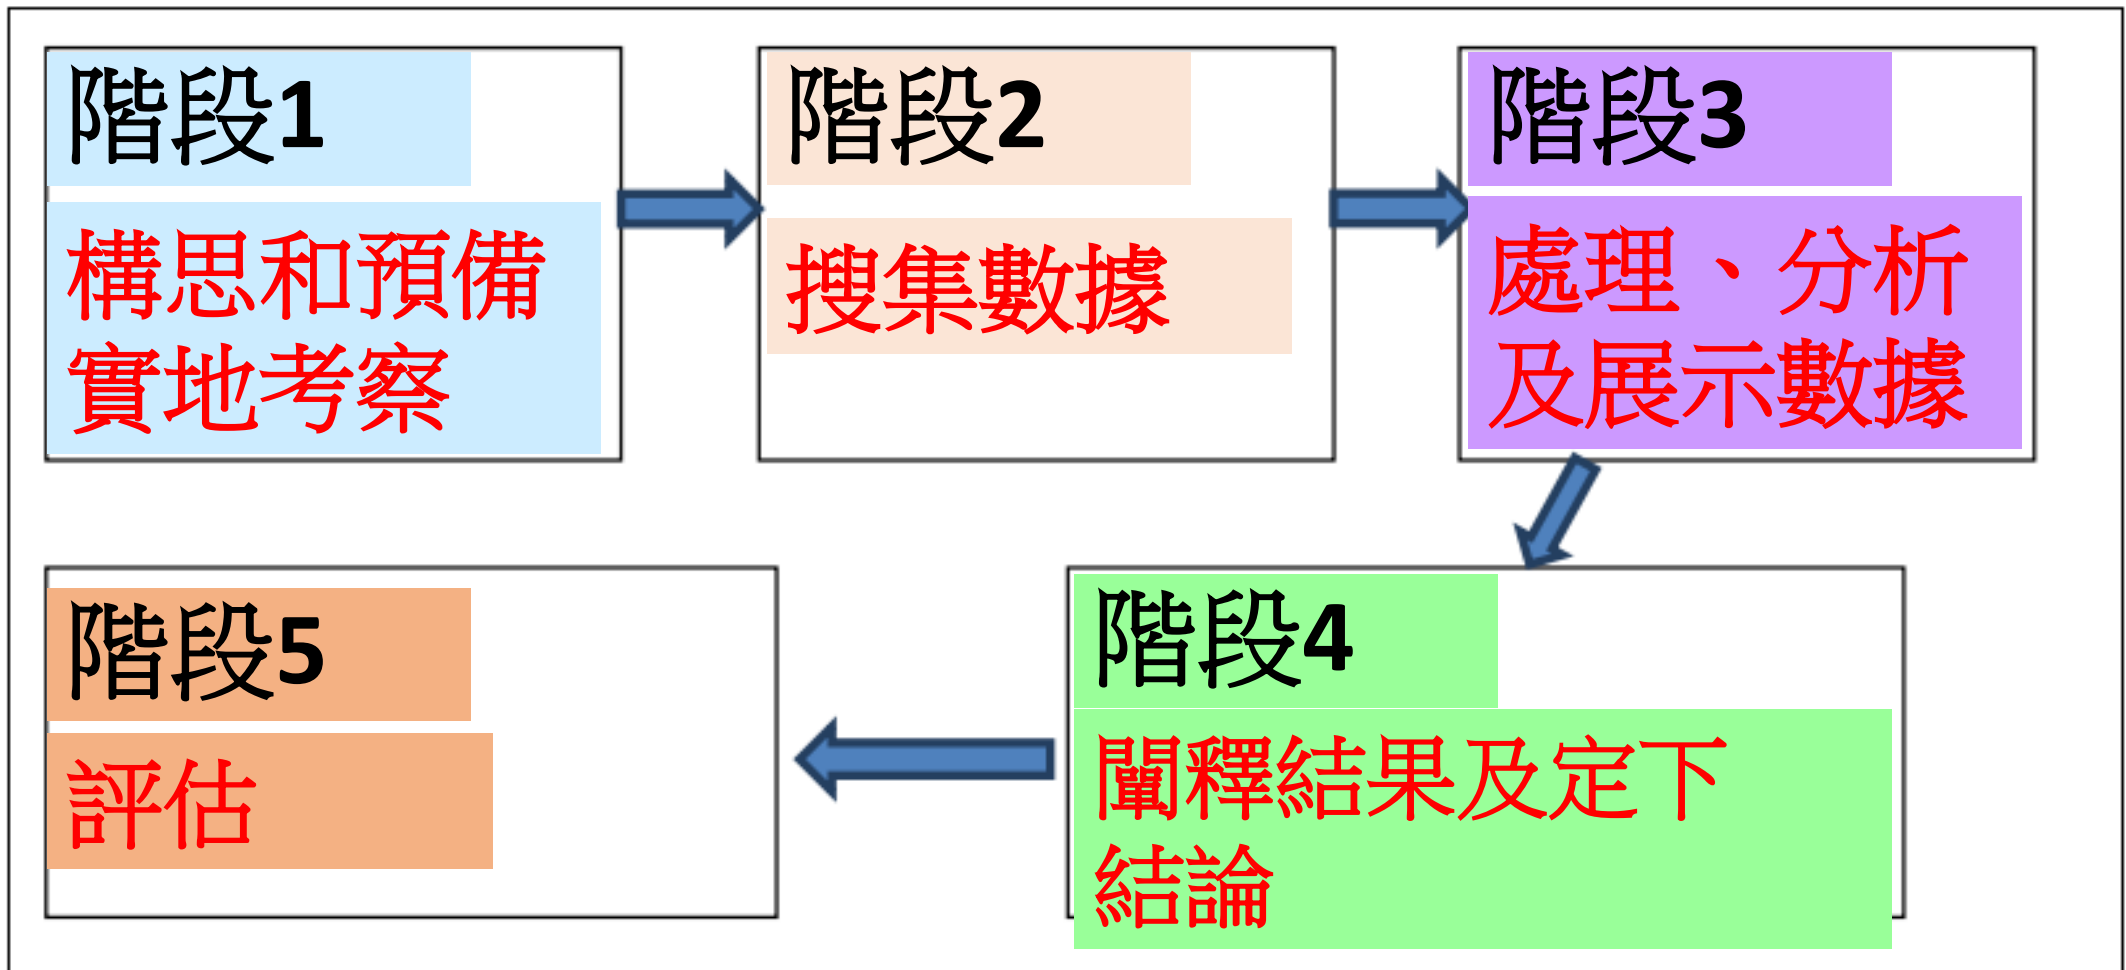 階段1
構思和預備
實地考察
階段2
搜集數據
階段3
處理、分析
及展示數據
階段4
闡釋結果及定下
結論
階段5
評估